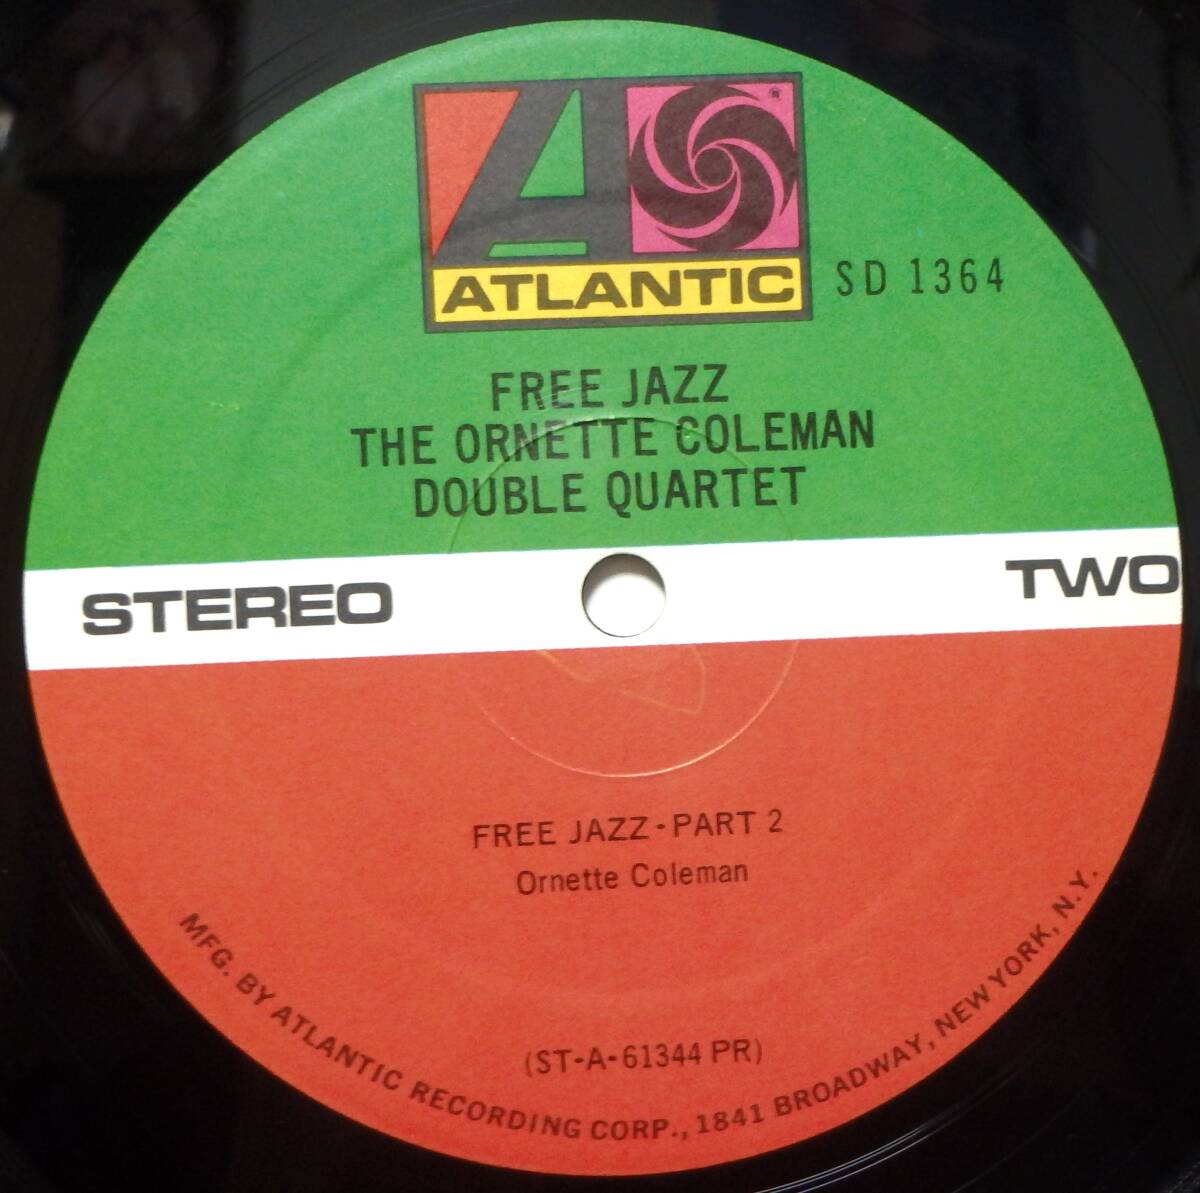 ATLANTIC
SD 1364
FREE JAZZ
THE ORNETTE COLEMAN
DOUBLE QUARTET
STEREO
TWO
FREE JAZZ-PART 2
Ornette Coleman
(ST-A-61344 PR)
MFG. BY ATLANTIC RECORDING CORP., 1841 BROADWAY, NEW YORK, N.Y.